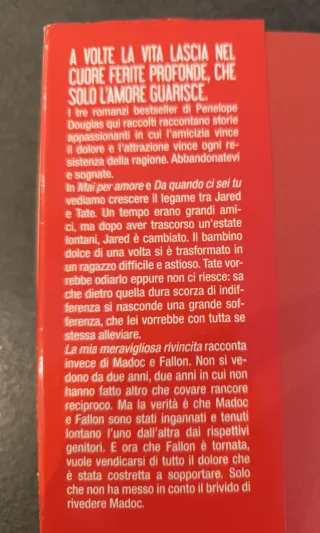 A VOLTE LA VITA LASCIA NEL
CUORE FERITE PROFONDE, CHE
SOLO L'AMORE GUARISCE.
I tre romanzi bestseller di Penelope
Douglas qui raccolti raccontano storie
appassionanti in cui l'amicizia vince
il dolore e l'attrazione vince ogni re-
sistenza della ragione. Abbandonatevi
e sognate.
In Mai per amore e Da quando ci sei tu
vediamo crescere il legame tra Jared
e Tate. Un tempo erano grandi ami-
ci, ma dopo aver trascorso un'estate
lontani, Jared è cambiato. Il bambino
dolce di una volta si è trasformato in
un ragazzo difficile e astioso. Tate vor-
rebbe odiarlo eppure non ci riesce: sa
che dietro quella dura scorza di indif-
ferenza si nasconde una grande sof-
ferenza, che lei vorrebbe con tutta se
stessa alleviare.
La mia meravigliosa rivincita racconta
invece di Madoc e Fallon. Non si ve-
dono da due anni, due anni in cui non
hanno fatto altro che covare rancore
reciproco. Ma la verità è che Madoc
e Fallon sono stati ingannati e tenuti
lontano l'uno dall'altra dai rispettivi
genitori. E ora che Fallon è tornata,
vuole vendicarsi di tutto il dolore che
è stata costretta a sopportare. Solo
che non ha messo in conto il brivido di
rivedere Madoc.